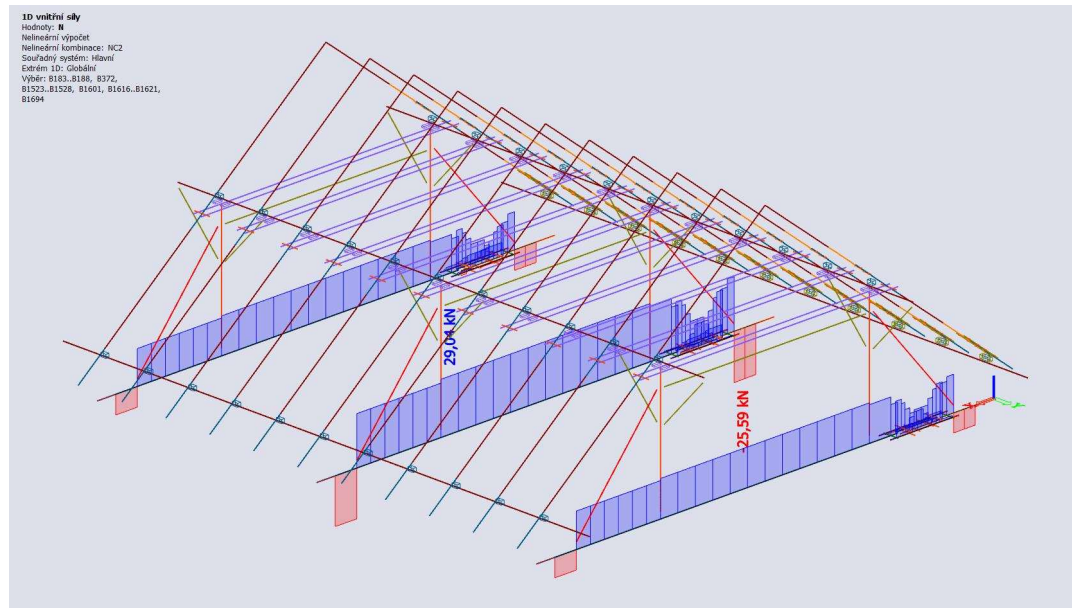 1D vnitřní síly
Hodnoty: N
Nelineární výpočet
Nelineární kombinace: NC2
Souřadný systém: Hlavní
Extrém 1D: Globální
Výběr: B183..B188, B372,
B1523..B1528, B1601, B1616..B1621,
B1694
29,04 kN
-25,59 kN